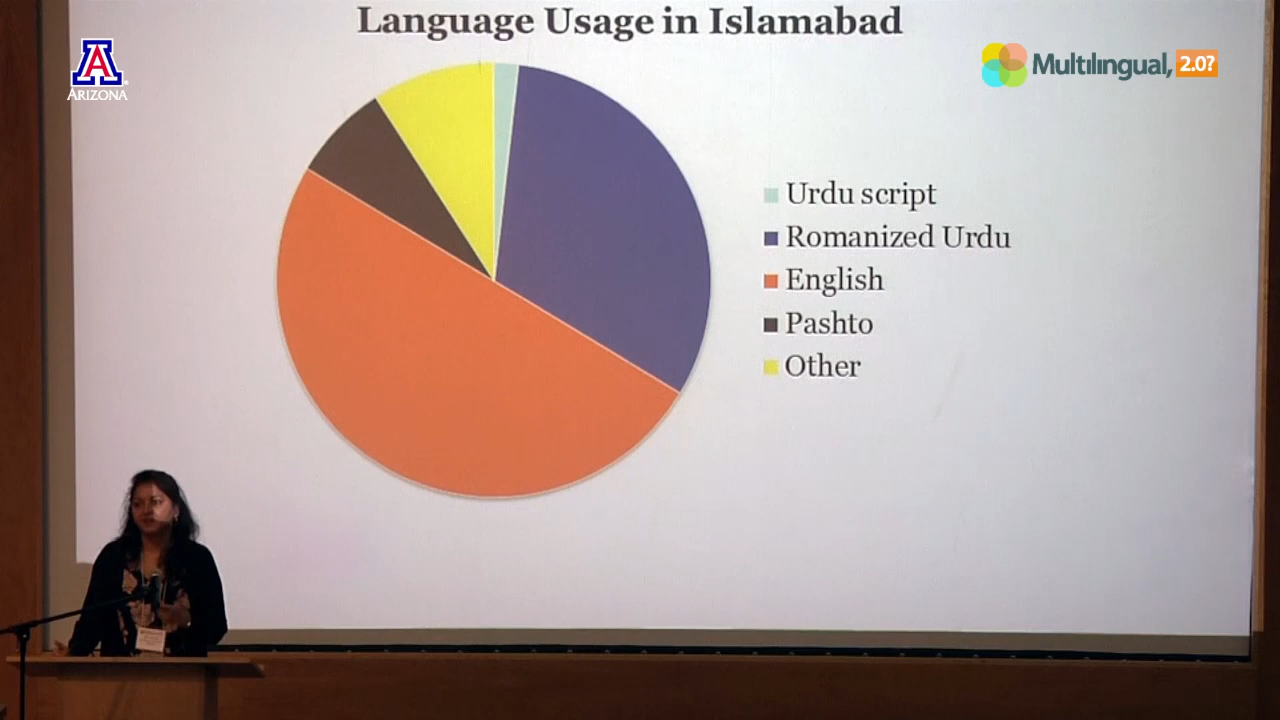 Language Usage in Islamabad
A
ARIZONA
Multilingual, 2.0?
Urdu script
Romanized Urdu
English
Pashto
Other